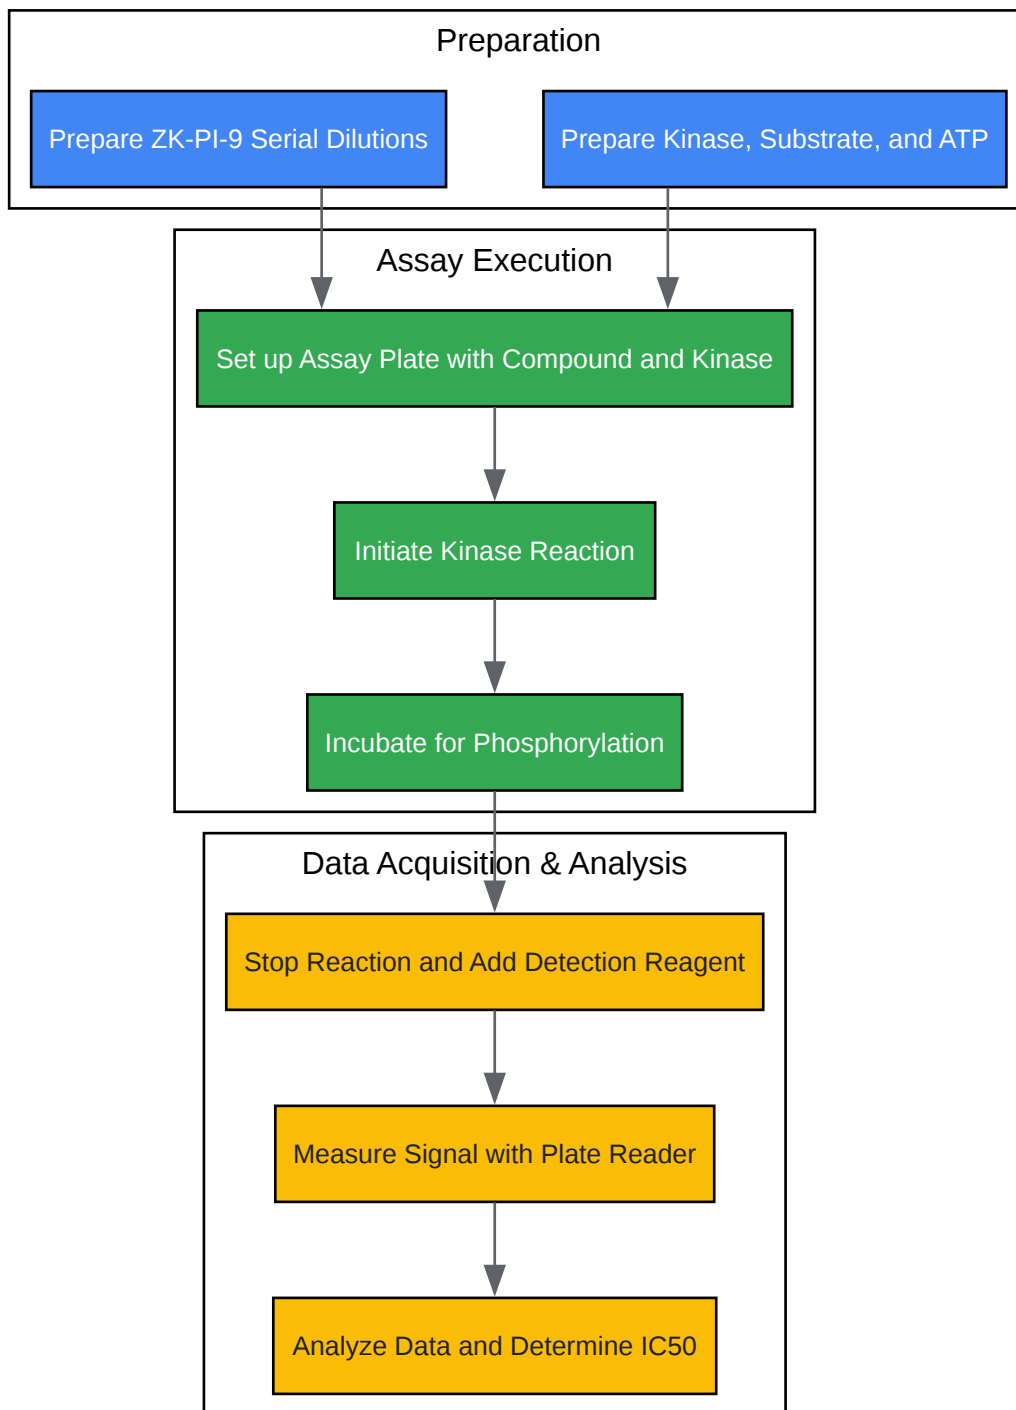 Preparation
Prepare ZK-PI-9 Serial Dilutions
Prepare Kinase, Substrate, and ATP
Assay Execution
Set up Assay Plate with Compound and Kinase
Initiate Kinase Reaction
Incubate for Phosphorylation
Data Acquisition & Analysis
Stop Reaction and Add Detection Reagent
Measure Signal with Plate Reader
Analyze Data and Determine IC50